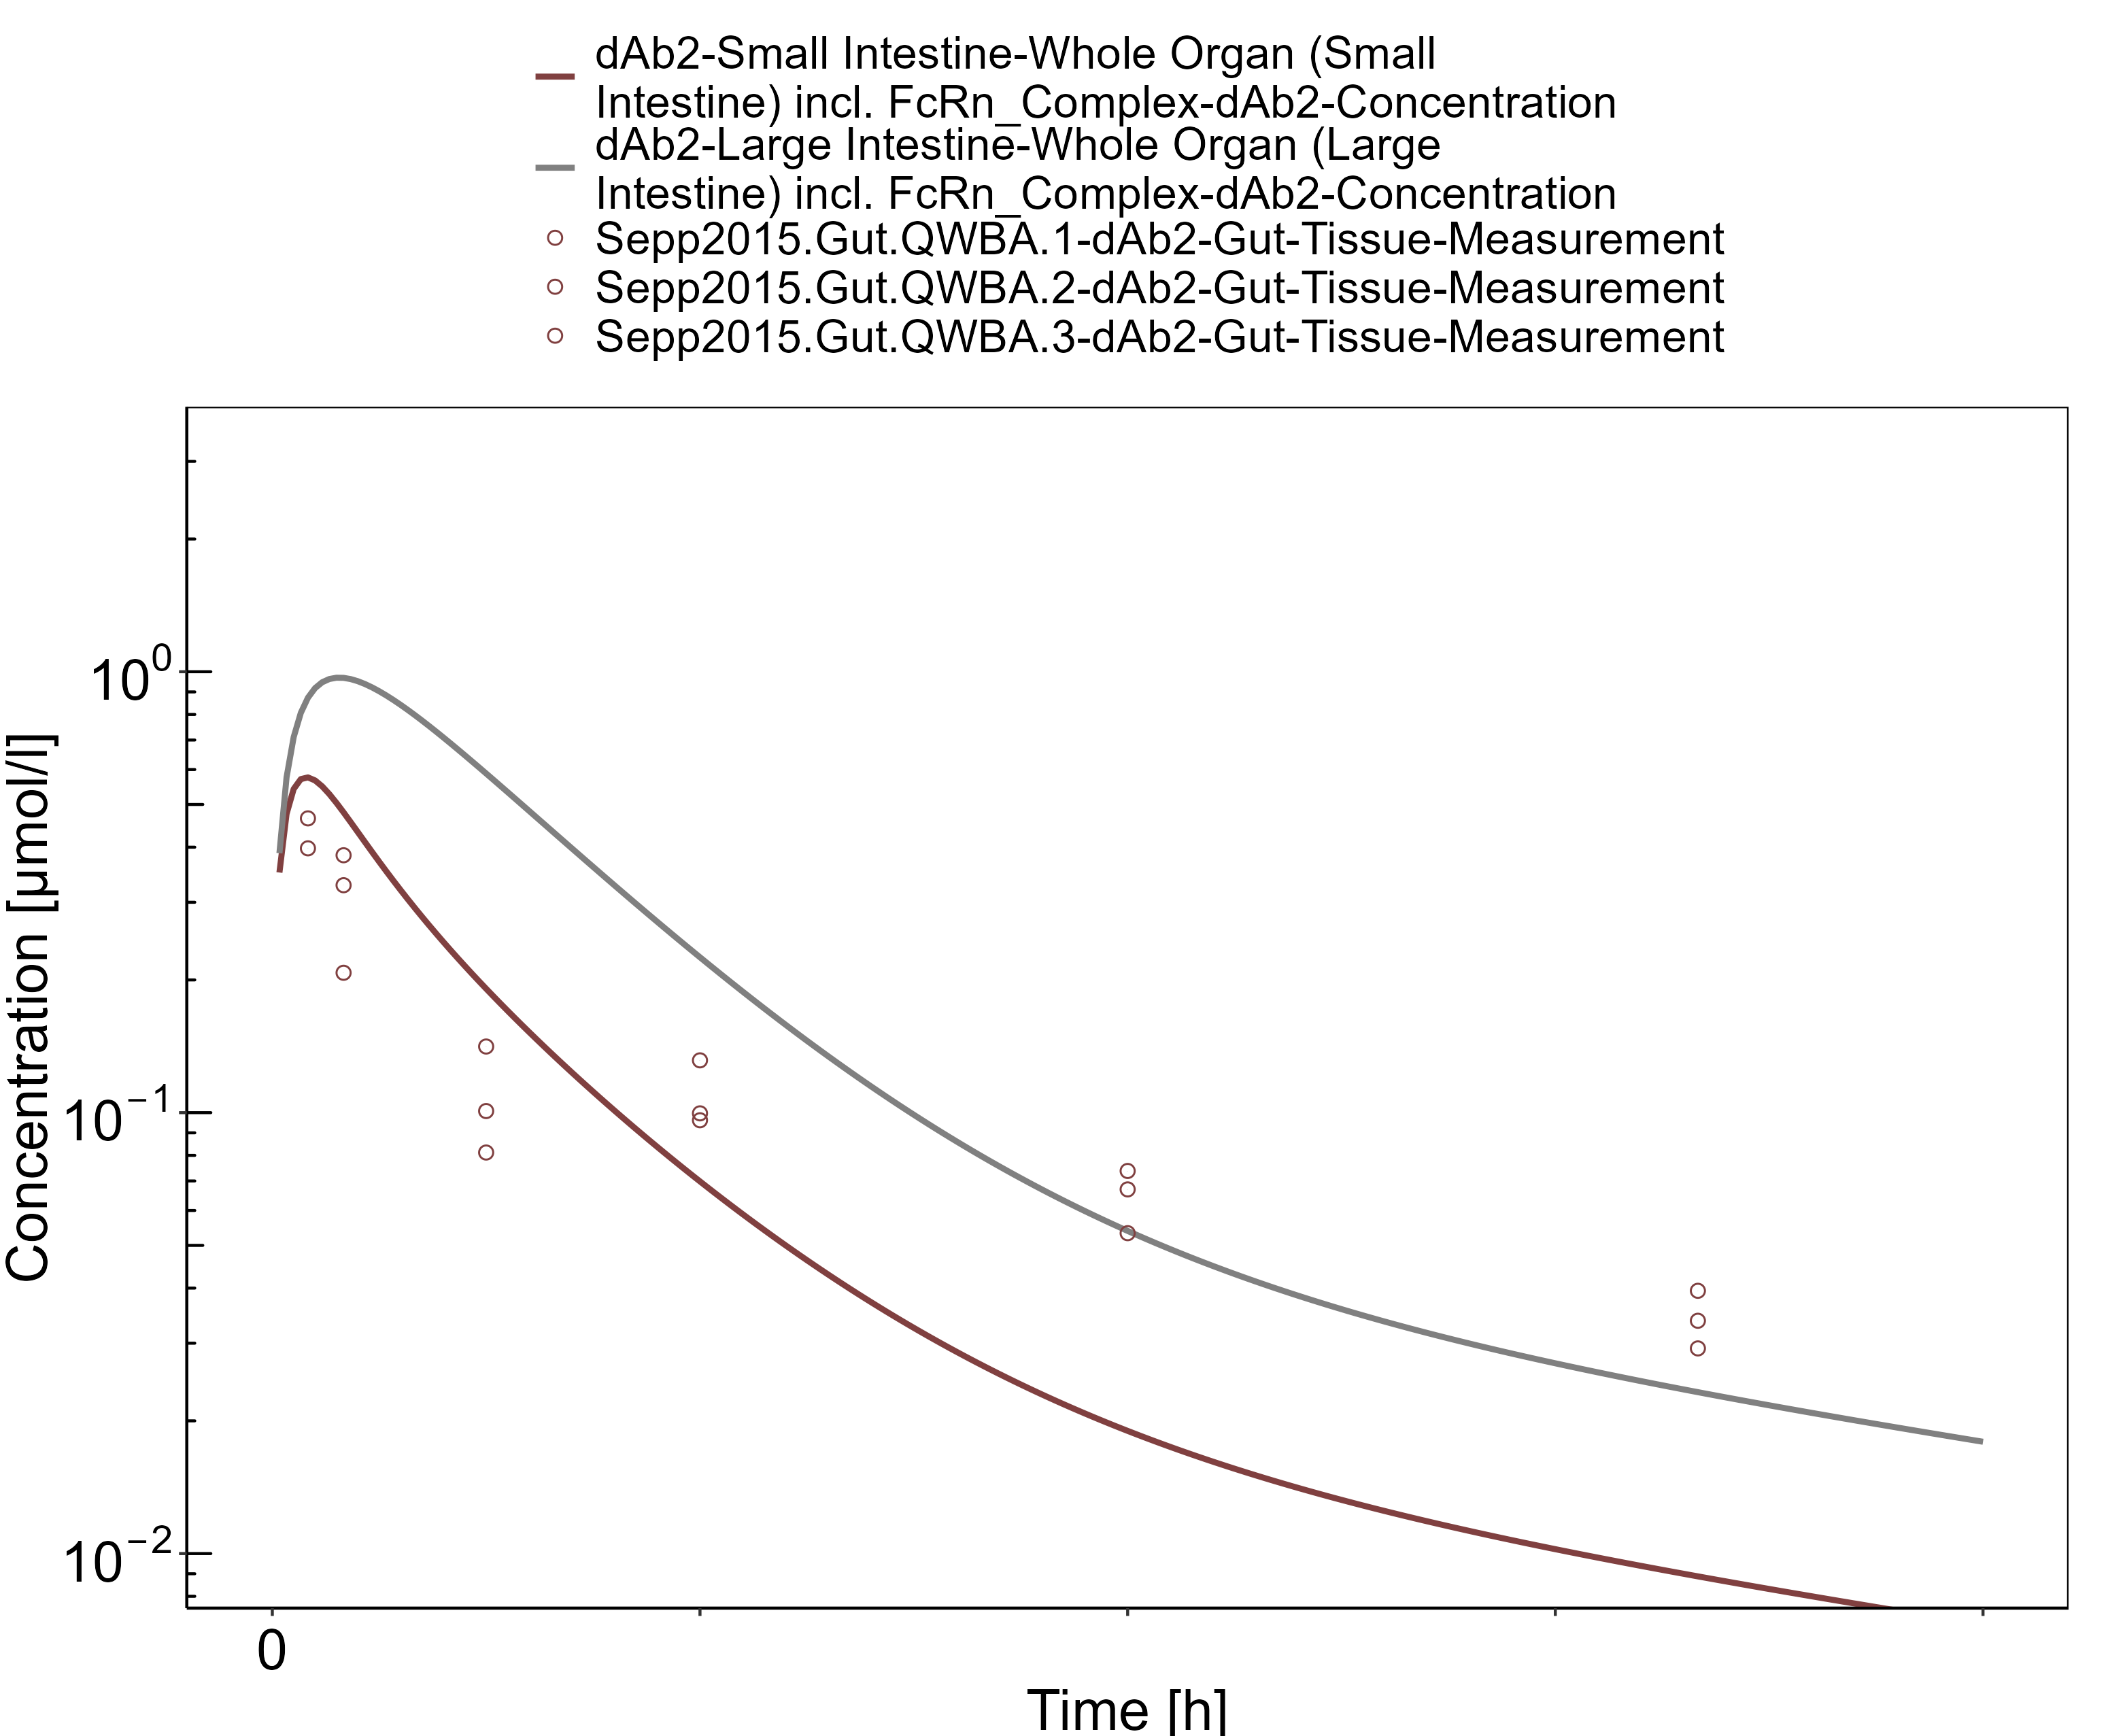 dAb2-Small Intestine-Whole Organ (Small
Intestine) incl. FcRn_Complex-dAb2-Concentration
dAb2-Large Intestine-Whole Organ (Large
Intestine) incl. FcRn_Complex-dAb2-Concentration
Sepp2015.Gut.QWBA.1-dAb2-Gut-Tissue-Measurement
Sepp2015.Gut.QWBA.2-dAb2-Gut-Tissue-Measurement
Sepp2015.Gut.QWBA.3-dAb2-Gut-Tissue-Measurement
10⁰
10⁻¹
10⁻²
Concentration [µmol/l]
0
Time [h]